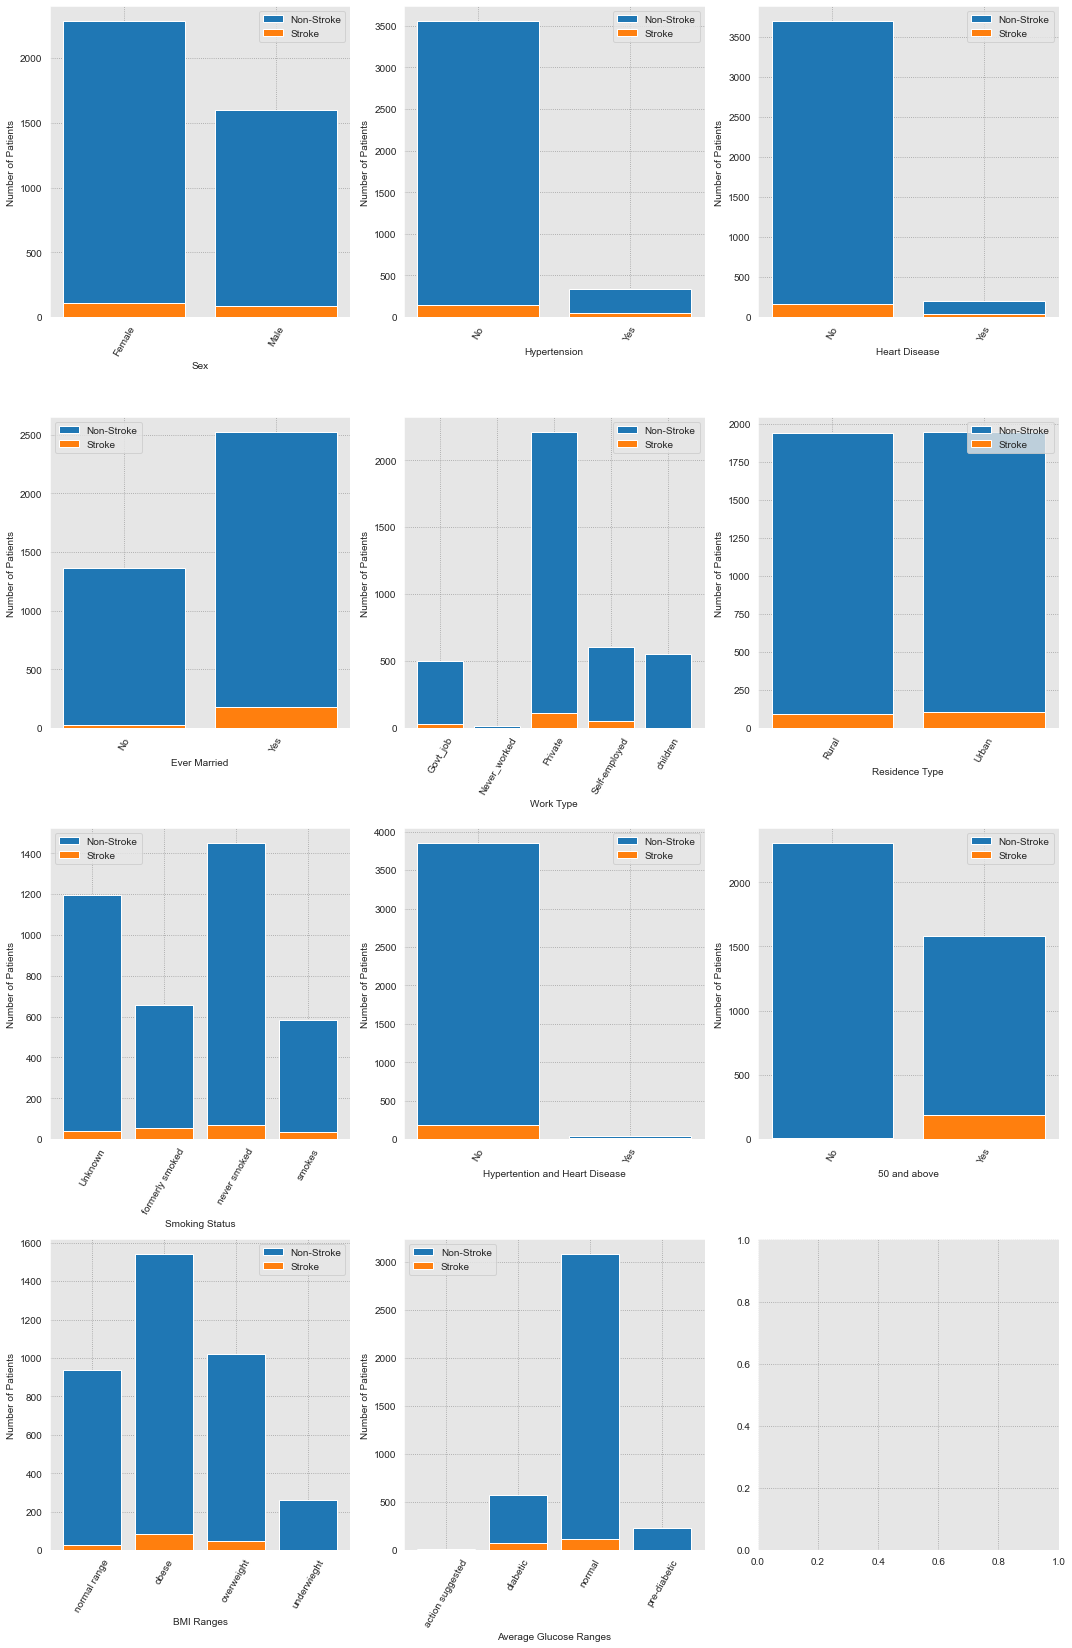 Non-Stroke
Stroke
Number of Patients
2000
1500
1000
500
0
Female
Male
Sex
Non-Stroke
Stroke
Number of Patients
3500
3000
2500
2000
1500
1000
500
0
No
Yes
Hypertension
Non-Stroke
Stroke
Number of Patients
3500
3000
2500
2000
1500
1000
500
0
No
Yes
Heart Disease
Non-Stroke
Stroke
Number of Patients
2500
2000
1500
1000
500
0
No
Yes
Ever Married
Non-Stroke
Stroke
Number of Patients
2000
1500
1000
500
0
Govt_job
Never_worked
Private
Self-employed
children
Work Type
Non-Stroke
Stroke
Number of Patients
2000
1750
1500
1250
1000
750
500
250
0
Rural
Urban
Residence Type
Non-Stroke
Stroke
Number of Patients
1400
1200
1000
800
600
400
200
0
Unknown
formerly smoked
never smoked
smokes
Smoking Status
Non-Stroke
Stroke
Number of Patients
4000
3500
3000
2500
2000
1500
1000
500
0
No
Yes
Hypertention and Heart Disease
Non-Stroke
Stroke
Number of Patients
2000
1500
1000
500
0
No
Yes
50 and above
Non-Stroke
Stroke
Number of Patients
1600
1400
1200
1000
800
600
400
200
0
normal range
obese
overweight
underwieght
BMI Ranges
Non-Stroke
Stroke
Number of Patients
3000
2500
2000
1500
1000
500
0
action suggested
diabetic
normal
pre-diabetic
Average Glucose Ranges
1.0
0.8
0.6
0.4
0.2
0.0
0.0 0.2 0.4 0.6 0.8 1.0